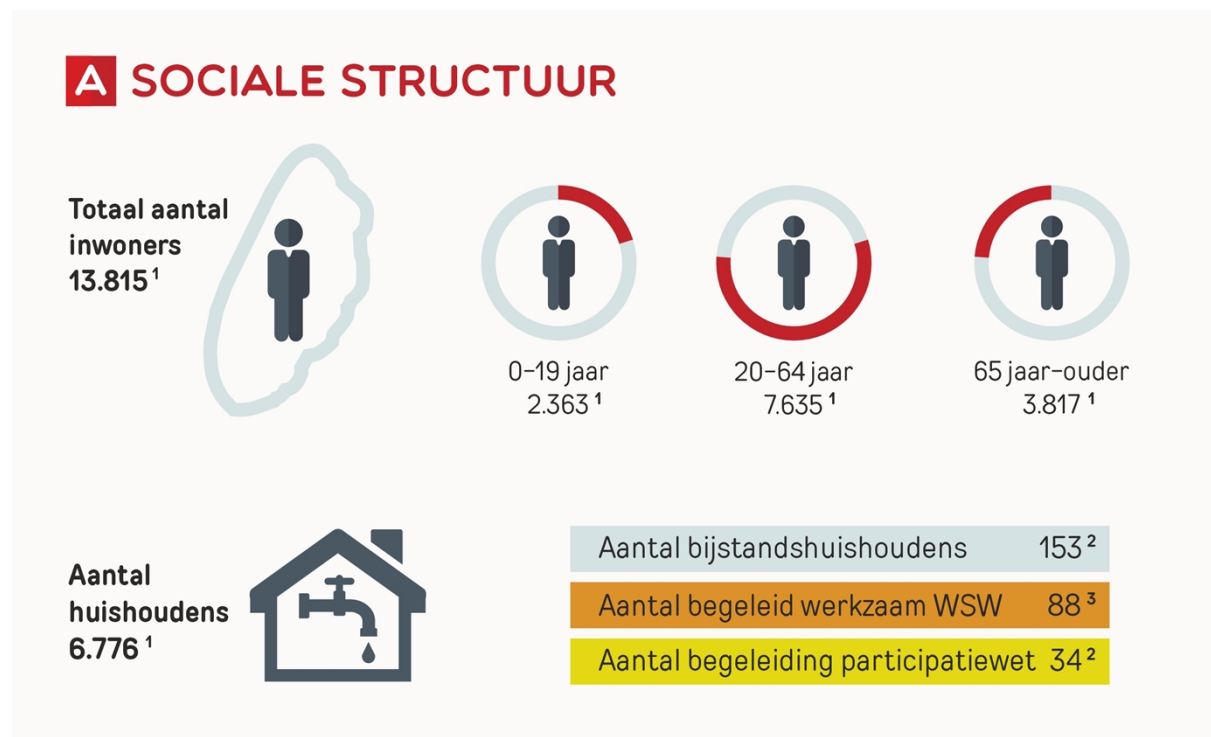 A SOCIALE STRUCTUUR
Totaal aantal
inwoners
13.815¹
0–19 jaar
2.363 ¹
20–64 jaar
7.635 ¹
65 jaar–ouder
3.817 ¹
Aantal
huishoudens
6.776 ¹
Aantal bijstandshuishoudens 153 ²
Aantal begeleid werkzaam WSW 88 ³
Aantal begeleiding participatiewet 34 ²